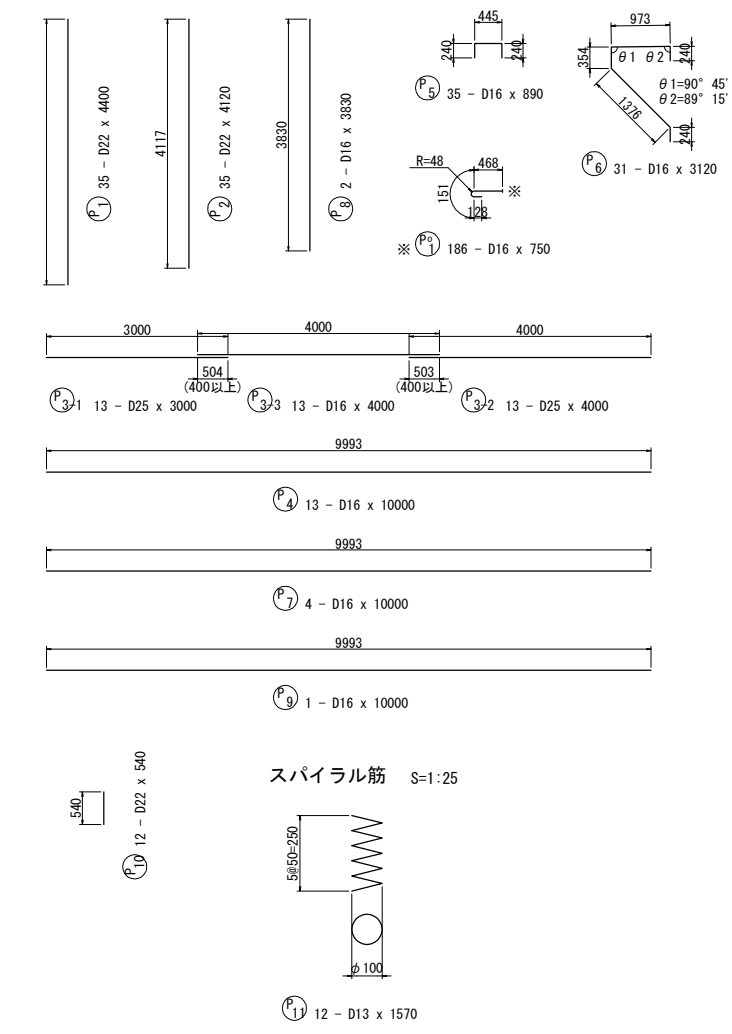 P1 35 - D22 x 4400
4117
P2 35 - D22 x 4120
3830
P8 2 - D16 x 3830
445
240
240
P5 35 - D16 x 890
973
354
θ1 θ2
240
θ1=90° 45'
θ2=89° 15'
1376
240
P6 31 - D16 x 3120
R=48
468
151
※
128
※ P01 186 - D16 x 750
3000
4000
4000
504
(400以上)
503
(400以上)
P3-1 13 - D25 x 3000
P3-3 13 - D16 x 4000
P3-2 13 - D25 x 4000
9993
P4 13 - D16 x 10000
9993
P7 4 - D16 x 10000
9993
P9 1 - D16 x 10000
540
P10 12 - D22 x 540
スパイラル筋 S=1:25
5@50=250
φ100
P11 12 - D13 x 1570